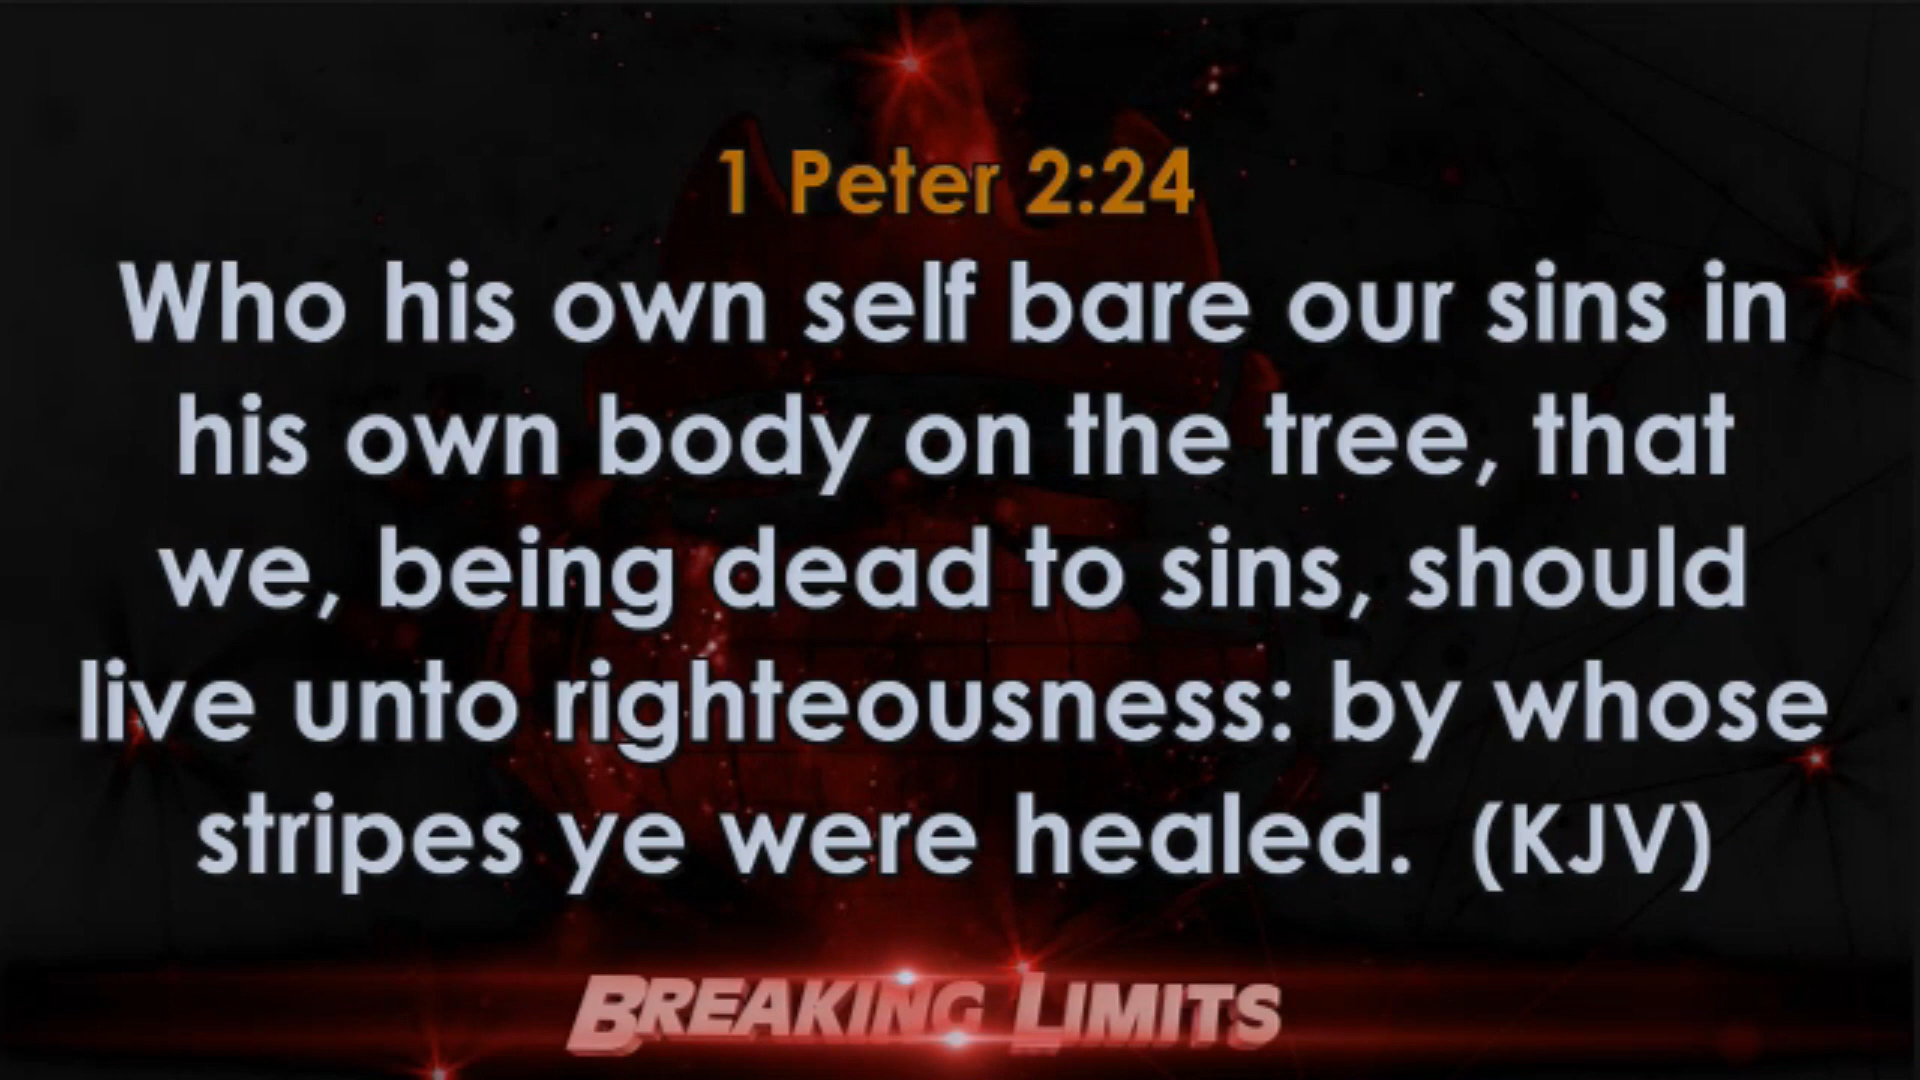 1 Peter 2:24
Who his own self bare our sins in
his own body on the tree, that
we, being dead to sins, should
live unto righteousness: by whose
stripes ye were healed.  (KJV)
BREAKING LIMITS